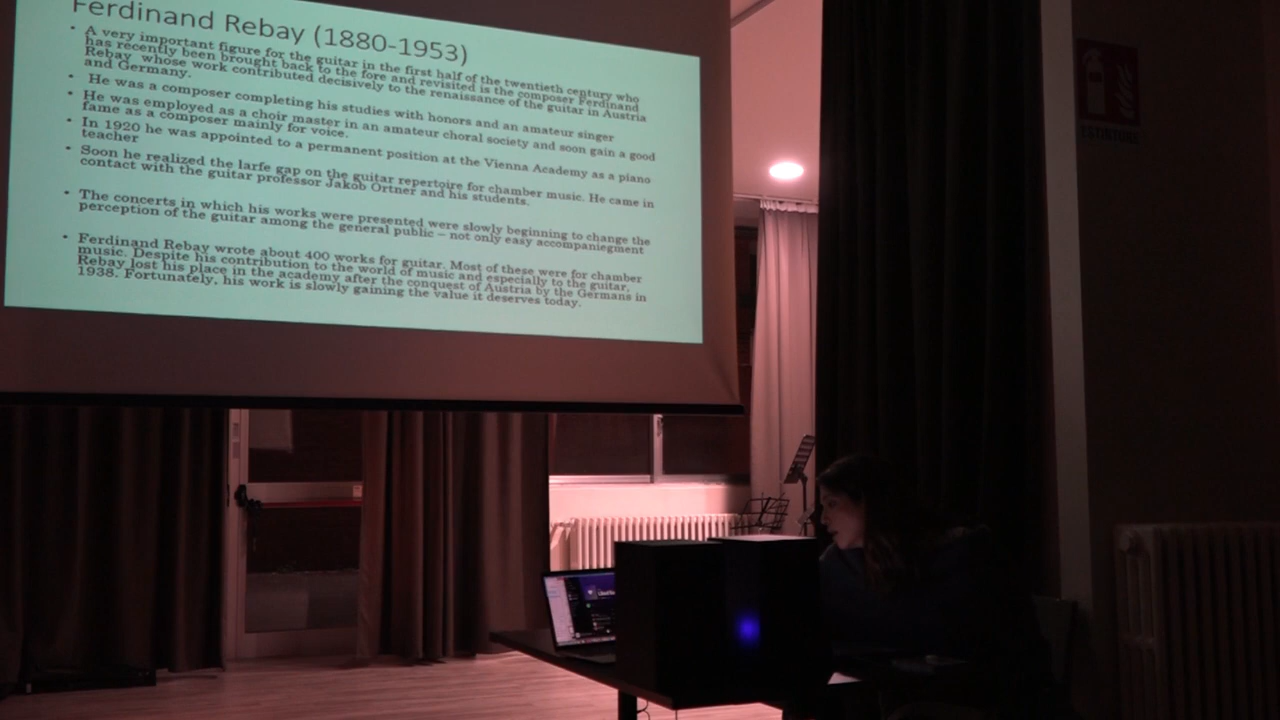 Ferdinand Rebay (1880-1953)
• A very important figure for the guitar in the first half of the twentieth century who
has recently been brought back to the fore and revisited is the composer Ferdinand
Rebay whose work contributed decisively to the renaissance of the guitar in Austria
and Germany.
• He was a composer completing his studies with honors and an amateur singer
• He was employed as a choir master in an amateur choral society and soon gain a good
fame as a composer mainly for voice.
• In 1920 he was appointed to a permanent position at the Vienna Academy as a piano
teacher
• Soon he realized the larfe gap on the guitar repertoire for chamber music. He came in
contact with the guitar professor Jakob Ortner and his students.
• The concerts in which his works were presented were slowly beginning to change the
perception of the guitar among the general public – not only easy accompaniegment
• Ferdinand Rebay wrote about 400 works for guitar. Most of these were for chamber
music. Despite his contribution to the world of music and especially to the guitar,
Rebay lost his place in the academy after the conquest of Austria by the Germans in
1938. Fortunately, his work is slowly gaining the value it deserves today.
ESTINTORE